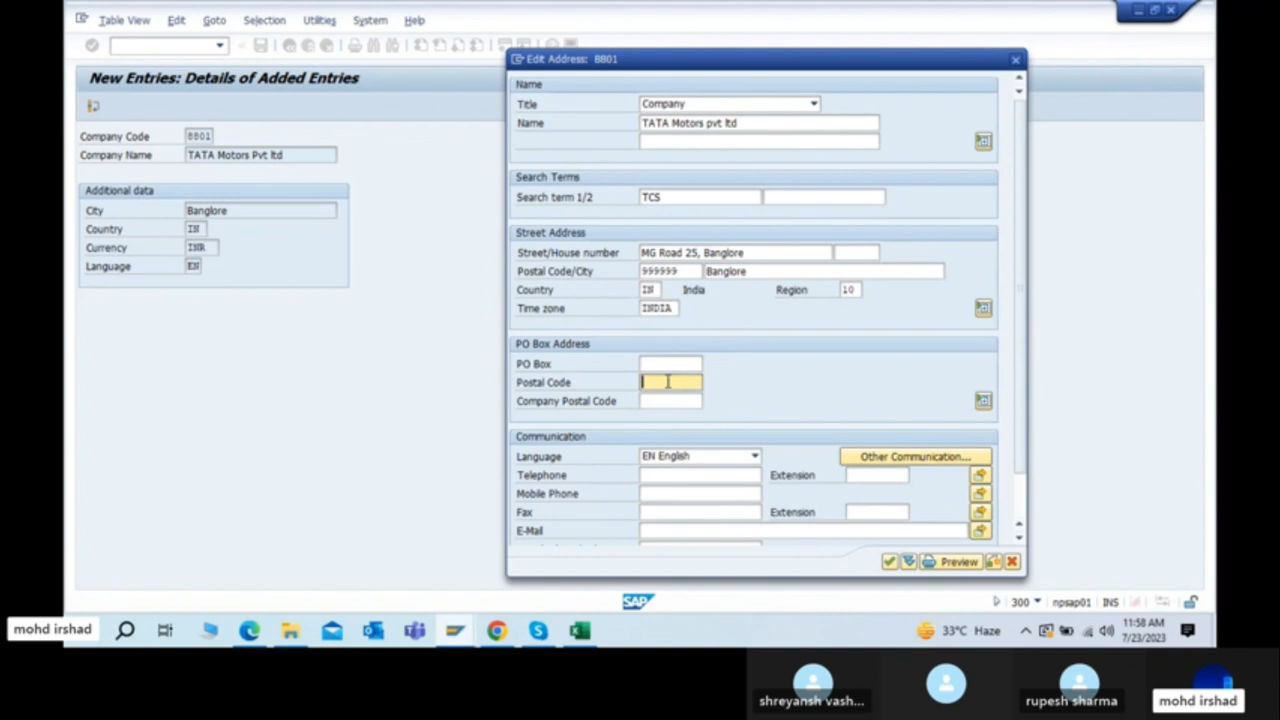 Table View Edit Goto Selection Utilities System Help
New Entries: Details of Added Entries
Company Code 8801
Company Name TATA Motors Pvt ltd
Additional data
City Banglore
Country IN
Currency INR
Language EN
Edit Address: 8801
Name
Title Company
Name TATA Motors pvt ltd
Search Terms
Search term 1/2 TCS
Street Address
Street/House number MG Road 25, Banglore
Postal Code/City 999999 Banglore
Country IN India Region 10
Time zone INDIA
PO Box Address
PO Box
Postal Code
Company Postal Code
Communication
Language EN English Other Communication...
Telephone Extension
Mobile Phone
Fax Extension
E-Mail
Preview
SAP
300 npsap01 INS
mohd irshad
33°C Haze
11:58 AM
7/23/2023
shreyansh vash...
rupesh sharma
mohd irshad